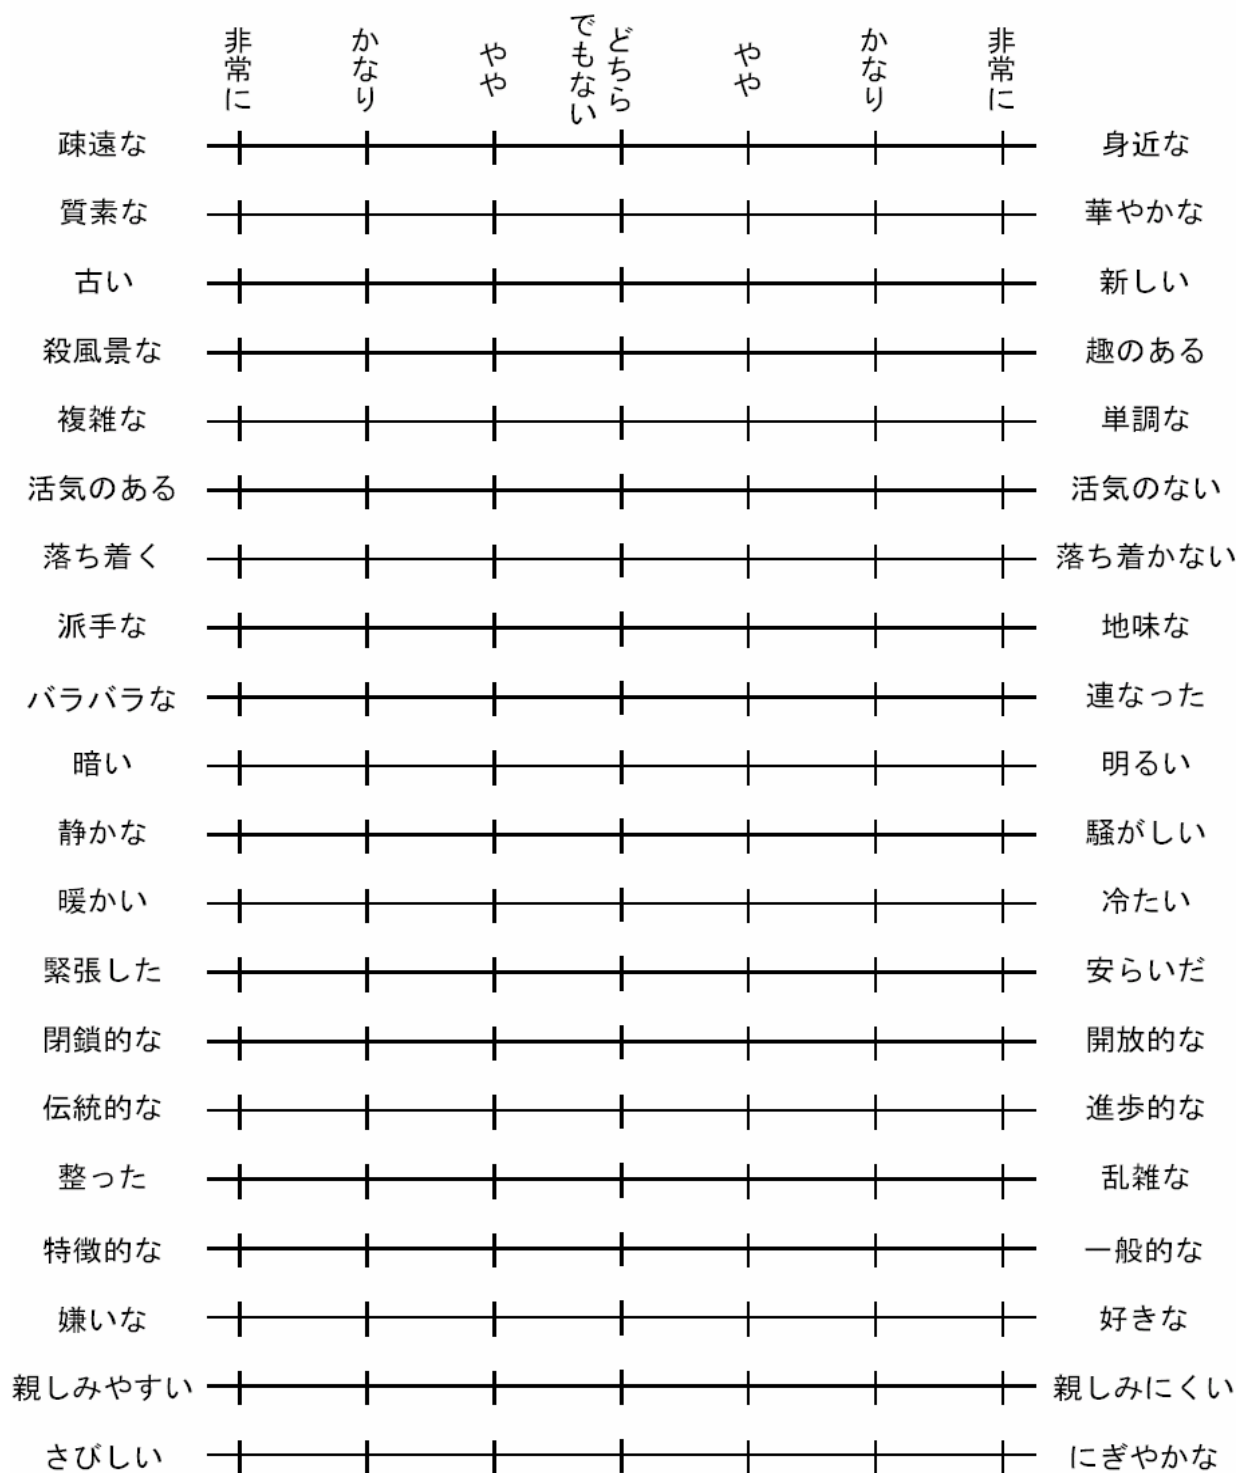 非常に かなり やや どちらでもない やや かなり 非常に
疎遠な 身近な
質素な 華やかな
古い 新しい
殺風景な 趣のある
複雑な 単調な
活気のある 活気のない
落ち着く 落ち着かない
派手な 地味な
バラバラな 連なった
暗い 明るい
静かな 騒がしい
暖かい 冷たい
緊張した 安らいだ
閉鎖的な 開放的な
伝統的な 進歩的な
整った 乱雑な
特徴的な 一般的な
嫌いな 好きな
親しみやすい 親しみにくい
さびしい にぎやかな